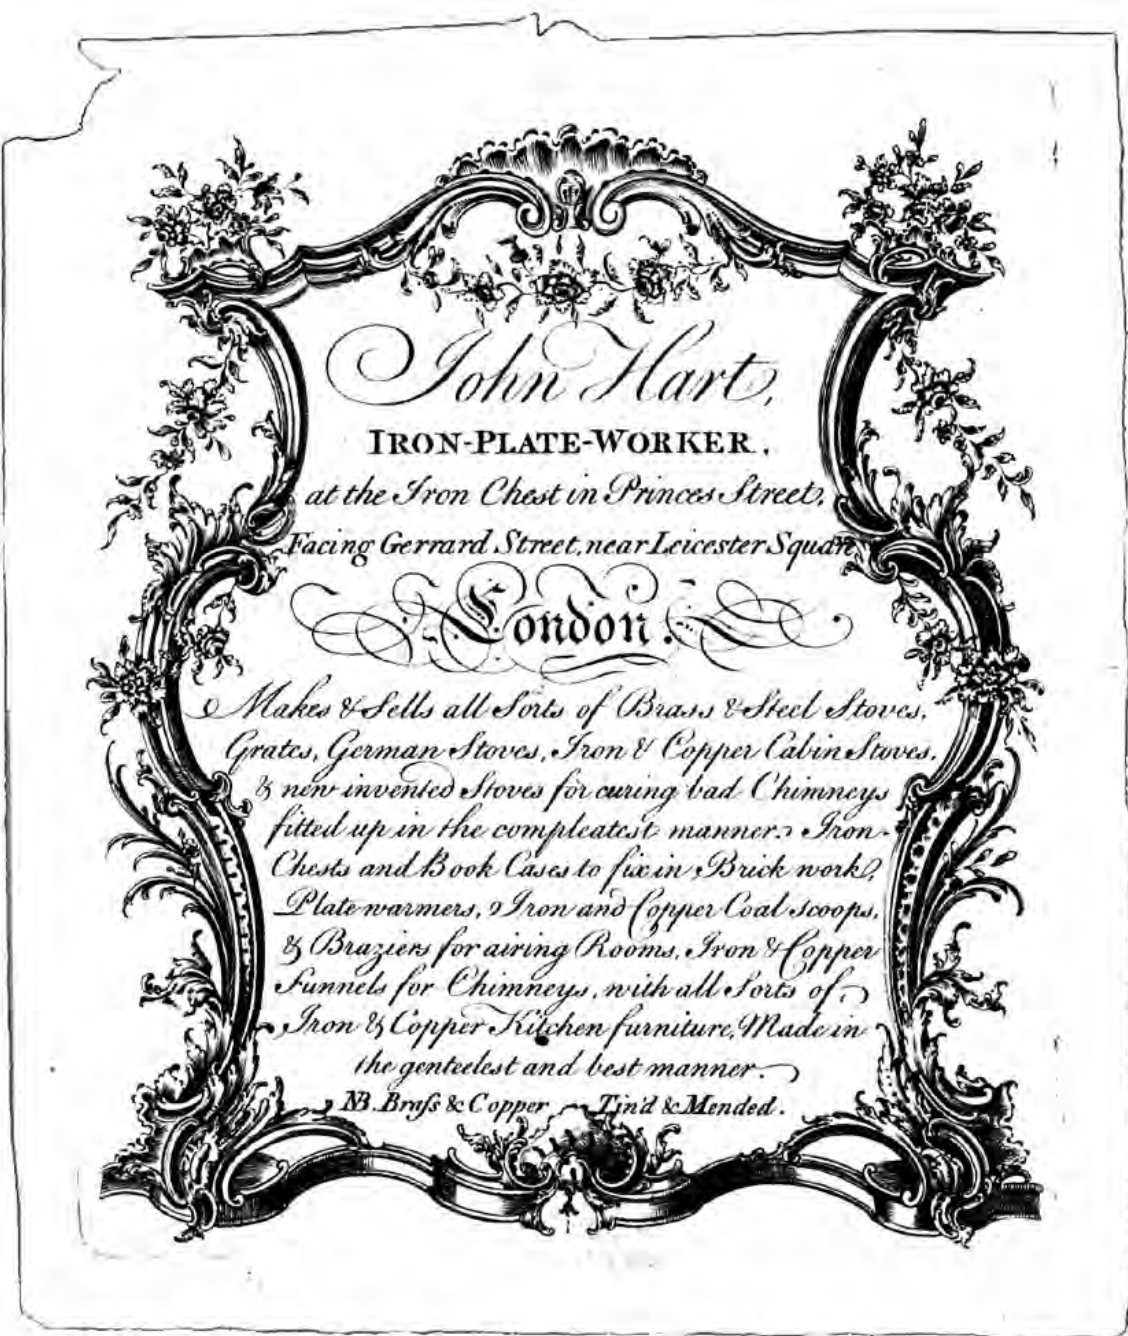 John Hart,
IRON-PLATE-WORKER,
at the Iron Chest in Princes Street,
Facing Gerrard Street, near Leicester Square
London.
Makes & Sells all Sorts of Brass & Steel Stoves,
Grates, German Stoves, Iron & Copper Cabin Stoves,
& new invented Stoves for curing bad Chimneys
fitted up in the compleatest manner. Iron
Chests and Book Cases to fix in Brick work,
Plate warmers, Iron and Copper Coal scoops,
& Braziers for airing Rooms, Iron & Copper
Funnels for Chimneys, with all Sorts of
Iron & Copper Kitchen furniture, Made in
the genteelest and best manner.
NB. Braſs & Copper Tin'd & Mended.